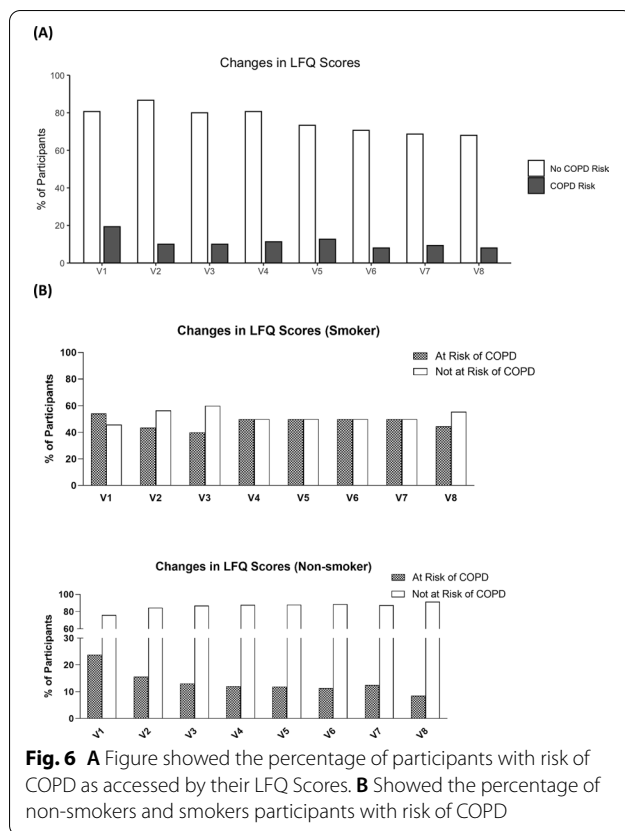 (A)
Changes in LFQ Scores
100
80
60
40
20
0
% of Participants
V1 V2 V3 V4 V5 V6 V7 V8
No COPD Risk
COPD Risk
(B)
Changes in LFQ Scores (Smoker)
100
80
60
40
20
0
% of Participants
V1 V2 V3 V4 V5 V6 V7 V8
At Risk of COPD
Not at Risk of COPD
Changes in LFQ Scores (Non-smoker)
100
80
60
30
20
10
0
% of Participants
V1 V2 V3 V4 V5 V6 V7 V8
At Risk of COPD
Not at Risk of COPD
Fig. 6 A Figure showed the percentage of participants with risk of
COPD as accessed by their LFQ Scores. B Showed the percentage of
non-smokers and smokers participants with risk of COPD